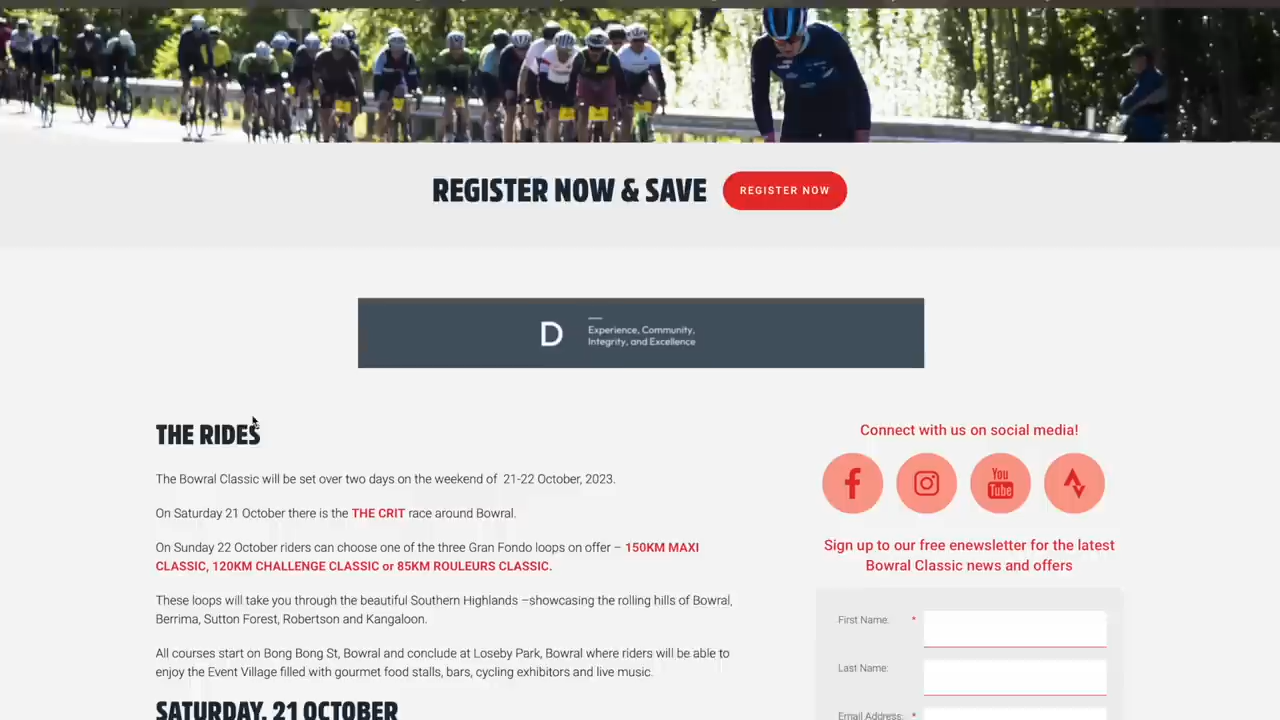 REGISTER NOW & SAVE
REGISTER NOW
D
Experience, Community,
Integrity, and Excellence
THE RIDES
The Bowral Classic will be set over two days on the weekend of 21-22 October, 2023.
On Saturday 21 October there is the THE CRIT race around Bowral.
On Sunday 22 October riders can choose one of the three Gran Fondo loops on offer – 150KM MAXI
CLASSIC, 120KM CHALLENGE CLASSIC or 85KM ROULEURS CLASSIC.
These loops will take you through the beautiful Southern Highlands –showcasing the rolling hills of Bowral,
Berrima, Sutton Forest, Robertson and Kangaloon.
All courses start on Bong Bong St, Bowral and conclude at Loseby Park, Bowral where riders will be able to
enjoy the Event Village filled with gourmet food stalls, bars, cycling exhibitors and live music.
SATURDAY, 21 OCTOBER
Connect with us on social media!
You
Tube
Sign up to our free enewsletter for the latest
Bowral Classic news and offers
First Name: *
Last Name:
Email Address: *